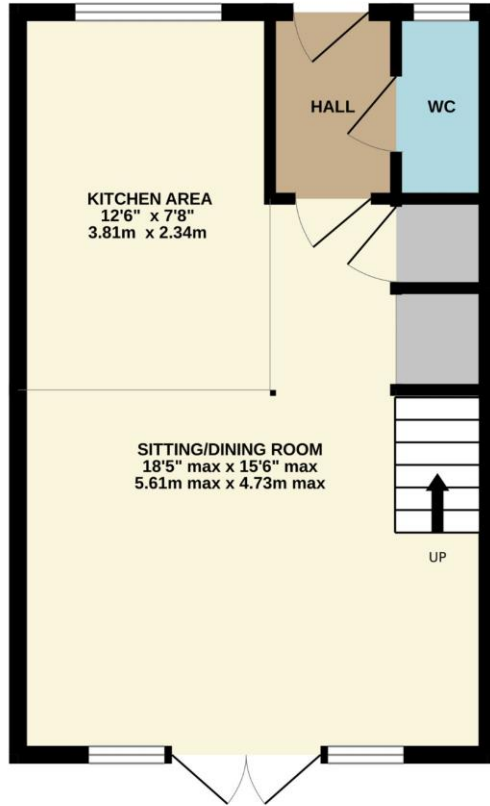 HALL
WC
KITCHEN AREA
12'6" x 7'8"
3.81m x 2.34m
SITTING/DINING ROOM
18'5" max x 15'6" max
5.61m max x 4.73m max
UP